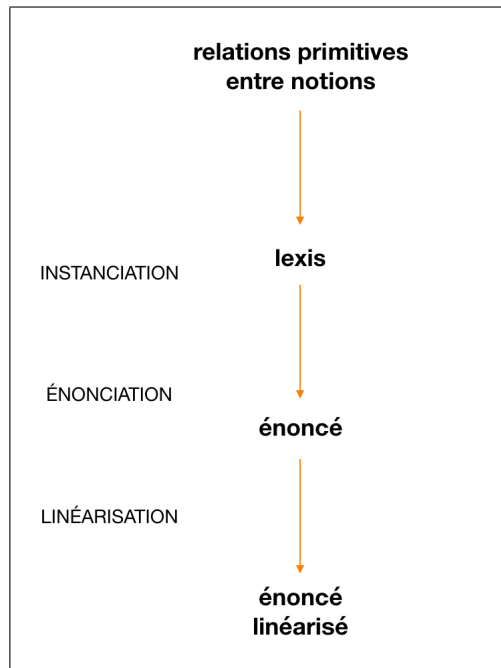 relations primitives
entre notions
lexis
INSTANCIATION
ÉNONCIATION
énoncé
LINÉARISATION
énoncé
linéarisé